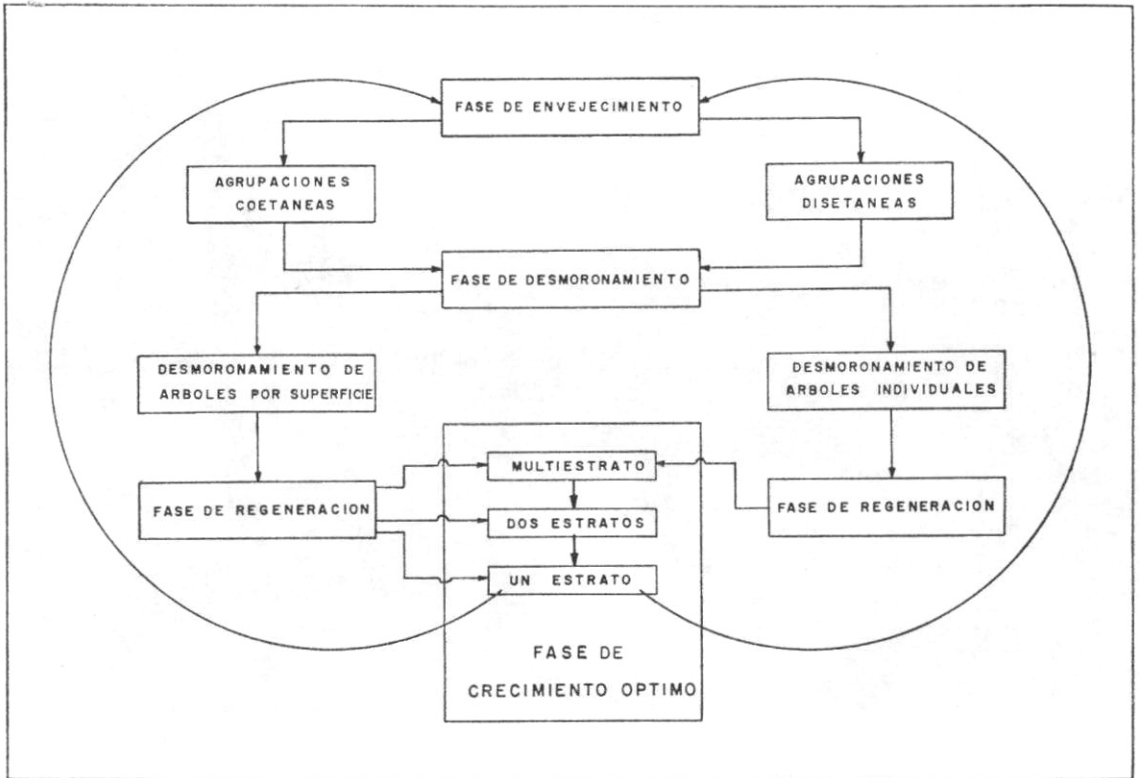 FASE DE ENVEJECIMIENTO
AGRUPACIONES
COETANEAS
AGRUPACIONES
DISETANEAS
FASE DE DESMORONAMIENTO
DESMORONAMIENTO DE
ARBOLES POR SUPERFICIE
DESMORONAMIENTO DE
ARBOLES INDIVIDUALES
MULTIESTRATO
FASE DE REGENERACION
DOS ESTRATOS
FASE DE REGENERACION
UN ESTRATO
FASE DE
CRECIMIENTO OPTIMO